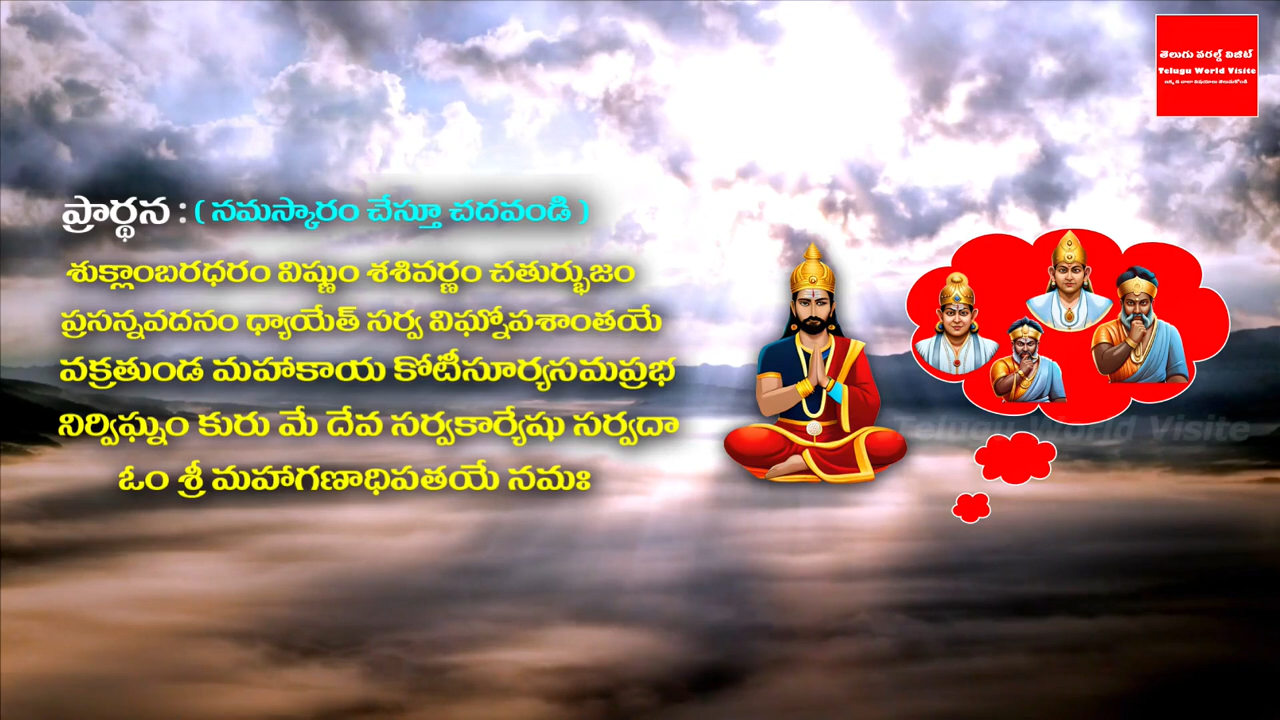 తెలుగు వరల్డ్ విజిట్
Telugu World Visite
ప్రార్థన : ( నమస్కారం చేస్తూ చదవండి )
శుక్లాంబరధరం విష్ణుం శశివర్ణం చతుర్భుజం
ప్రసన్నవదనం ధ్యాయేత్ సర్వ విఘ్నోపశాంతయే
వక్రతుండ మహాకాయ కోటీసూర్యసమప్రభ
నిర్విఘ్నం కురు మే దేవ సర్వకార్యేషు సర్వదా
ఓం శ్రీ మహాగణాధిపతయే నమః
Telugu World Visite